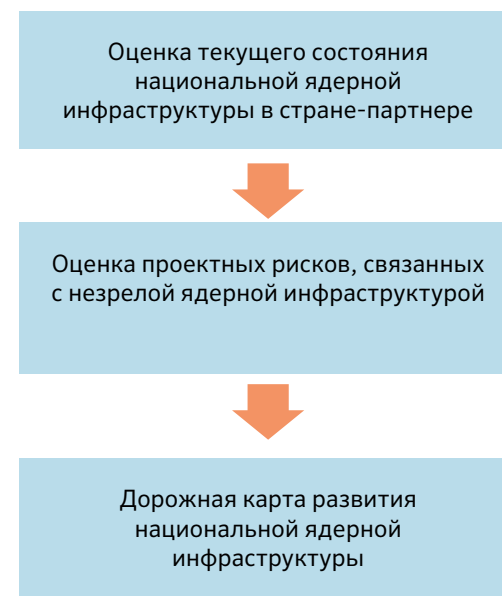 Оценка текущего состояния
национальной ядерной
инфраструктуры в стране-партнере
Оценка проектных рисков, связанных
с незрелой ядерной инфраструктурой
Дорожная карта развития
национальной ядерной
инфраструктуры